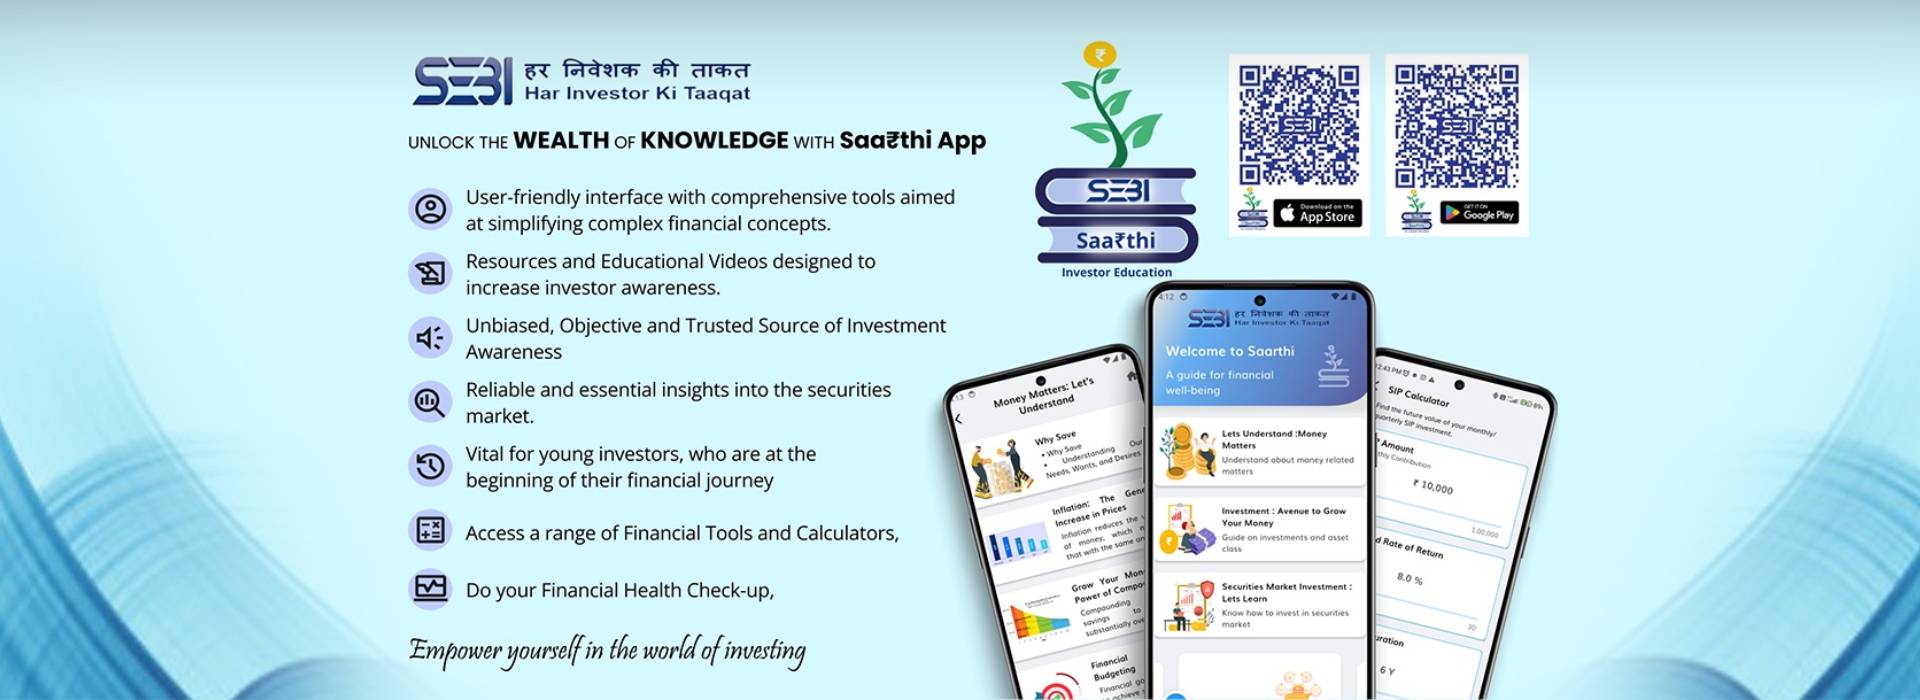 SEBI
हर निवेशक की ताकत
Har Investor Ki Taaqat
UNLOCK THE WEALTH OF KNOWLEDGE WITH Saa₹thi App
User-friendly interface with comprehensive tools aimed
at simplifying complex financial concepts.
Resources and Educational Videos designed to
increase investor awareness.
Unbiased, Objective and Trusted Source of Investment
Awareness
Reliable and essential insights into the securities
market.
Vital for young investors, who are at the
beginning of their financial journey
Access a range of Financial Tools and Calculators,
Do your Financial Health Check-up,
Empower yourself in the world of investing
₹
SEBI
Saa₹thi
Investor Education
SEBI
Download on the
App Store
SEBI
GET IT ON
Google Play
Money Matters: Let's
Understand
Why Save
• Why Save
• Understanding Our
Needs, Wants, and Desires
Inflation: The Gene
Increase in Prices
Inflation reduces the
of money, which
that with the same
Grow Your Mon
Power of Compo
Compounding
savings to
substantially ove
Financial
Budgeting
Financial go
achieve
4:12
SEBI
हर निवेशक की ताकत
Har Investor Ki Taaqat
Welcome to Saarthi
A guide for financial
well-being
Lets Understand :Money
Matters
Understand about money related
matters
Investment : Avenue to Grow
Your Money
Guide on investments and asset
class
Securities Market Investment :
Lets Learn
Know how to invest in securities
market
2:43 PM
SIP Calculator
Find the future value of your monthly/
quarterly SIP investment.
Amount
thly Contribution
₹ 10,000
1,00,000
d Rate of Return
8.0 %
30
uration
6 Y